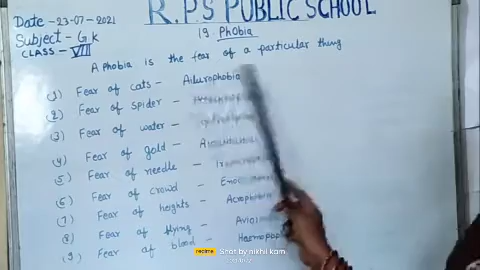 R.P.S PUBLIC SCHOOL
Date - 23-07-2021
Subject - G.K
CLASS - VIII
19. Phobia
A Phobia is the fear of a particular thing
(1) Fear of cats - Ailurophobia
(2) Fear of spider -
(3) Fear of water -
(4) Fear of gold -
(5) Fear of needle -
(6) Fear of crowd -
(7) Fear of heights -
(8) Fear of flying -
(9) Fear of blood -
realme Shot by nikhil kam